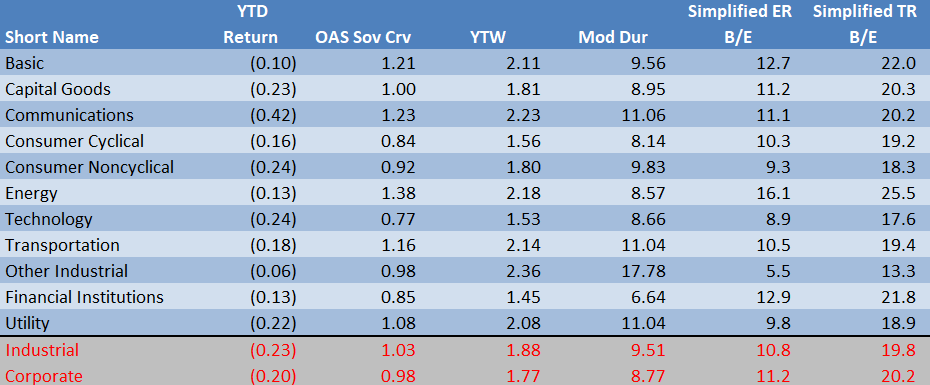 YTD Simplified ER Simplified TR
Short Name Return OAS Sov Crv YTW Mod Dur B/E B/E
Basic (0.10) 1.21 2.11 9.56 12.7 22.0
Capital Goods (0.23) 1.00 1.81 8.95 11.2 20.3
Communications (0.42) 1.23 2.23 11.06 11.1 20.2
Consumer Cyclical (0.16) 0.84 1.56 8.14 10.3 19.2
Consumer Noncyclical (0.24) 0.92 1.80 9.83 9.3 18.3
Energy (0.13) 1.38 2.18 8.57 16.1 25.5
Technology (0.24) 0.77 1.53 8.66 8.9 17.6
Transportation (0.18) 1.16 2.14 11.04 10.5 19.4
Other Industrial (0.06) 0.98 2.36 17.78 5.5 13.3
Financial Institutions (0.13) 0.85 1.45 6.64 12.9 21.8
Utility (0.22) 1.08 2.08 11.04 9.8 18.9
Industrial (0.23) 1.03 1.88 9.51 10.8 19.8
Corporate (0.20) 0.98 1.77 8.77 11.2 20.2